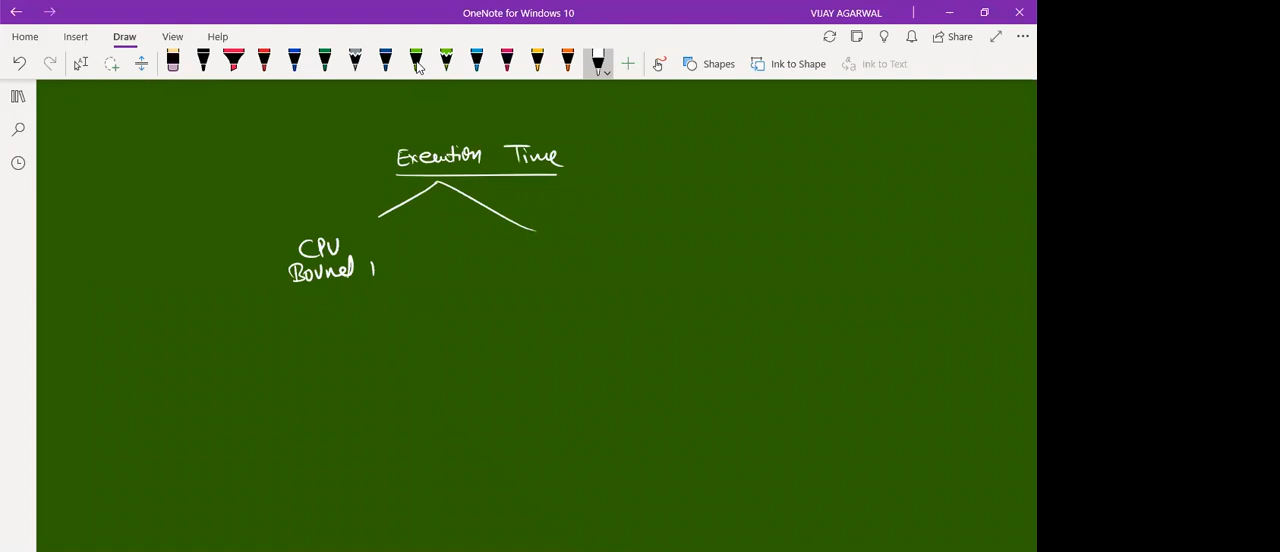 OneNote for Windows 10
VIJAY AGARWAL
Home Insert Draw View Help
Share
Shapes Ink to Shape Ink to Text
Execution Time
CPU
Bound